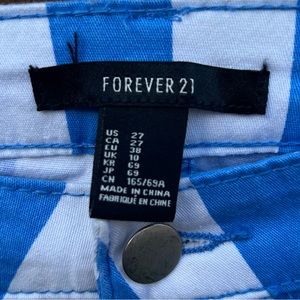 FOREVER 21
US 27
CA 27
EU 38
UK 10
KR 69
JP 69
CN 165/69A
MADE IN CHINA
FABRIQUÉ EN CHINE